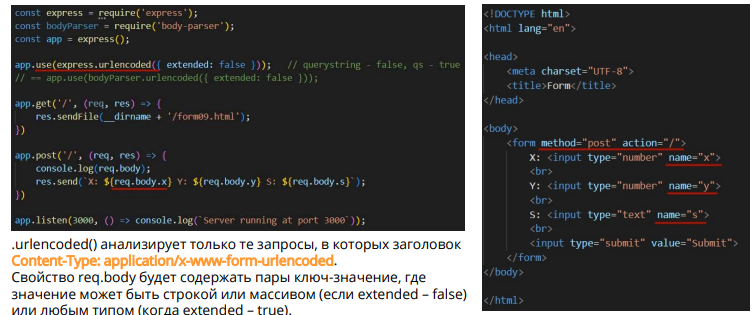 const express = require('express');
const bodyParser = require('body-parser');
const app = express();
app.use(express.urlencoded({ extended: false }));   // querystring - false, qs - true
// == app.use(bodyParser.urlencoded({ extended: false }));
app.get('/', (req, res) => {
    res.sendFile(__dirname + '/form09.html');
})
app.post('/', (req, res) => {
    console.log(req.body);
    res.send(`X: ${req.body.x} Y: ${req.body.y} S: ${req.body.s}`);
})
app.listen(3000, () => console.log(`Server running at port 3000`));
.urlencoded() анализирует только те запросы, в которых заголовок
Content-Type: application/x-www-form-urlencoded.
Свойство req.body будет содержать пары ключ-значение, где
значение может быть строкой или массивом (если extended – false)
или любым типом (когда extended – true).
<!DOCTYPE html>
<html lang="en">
<head>
    <meta charset="UTF-8">
    <title>Form</title>
</head>
<body>
    <form method="post" action="/">
        X: <input type="number" name="x">
        <br>
        Y: <input type="number" name="y">
        <br>
        S: <input type="text" name="s">
        <br>
        <input type="submit" value="Submit">
    </form>
</body>
</html>